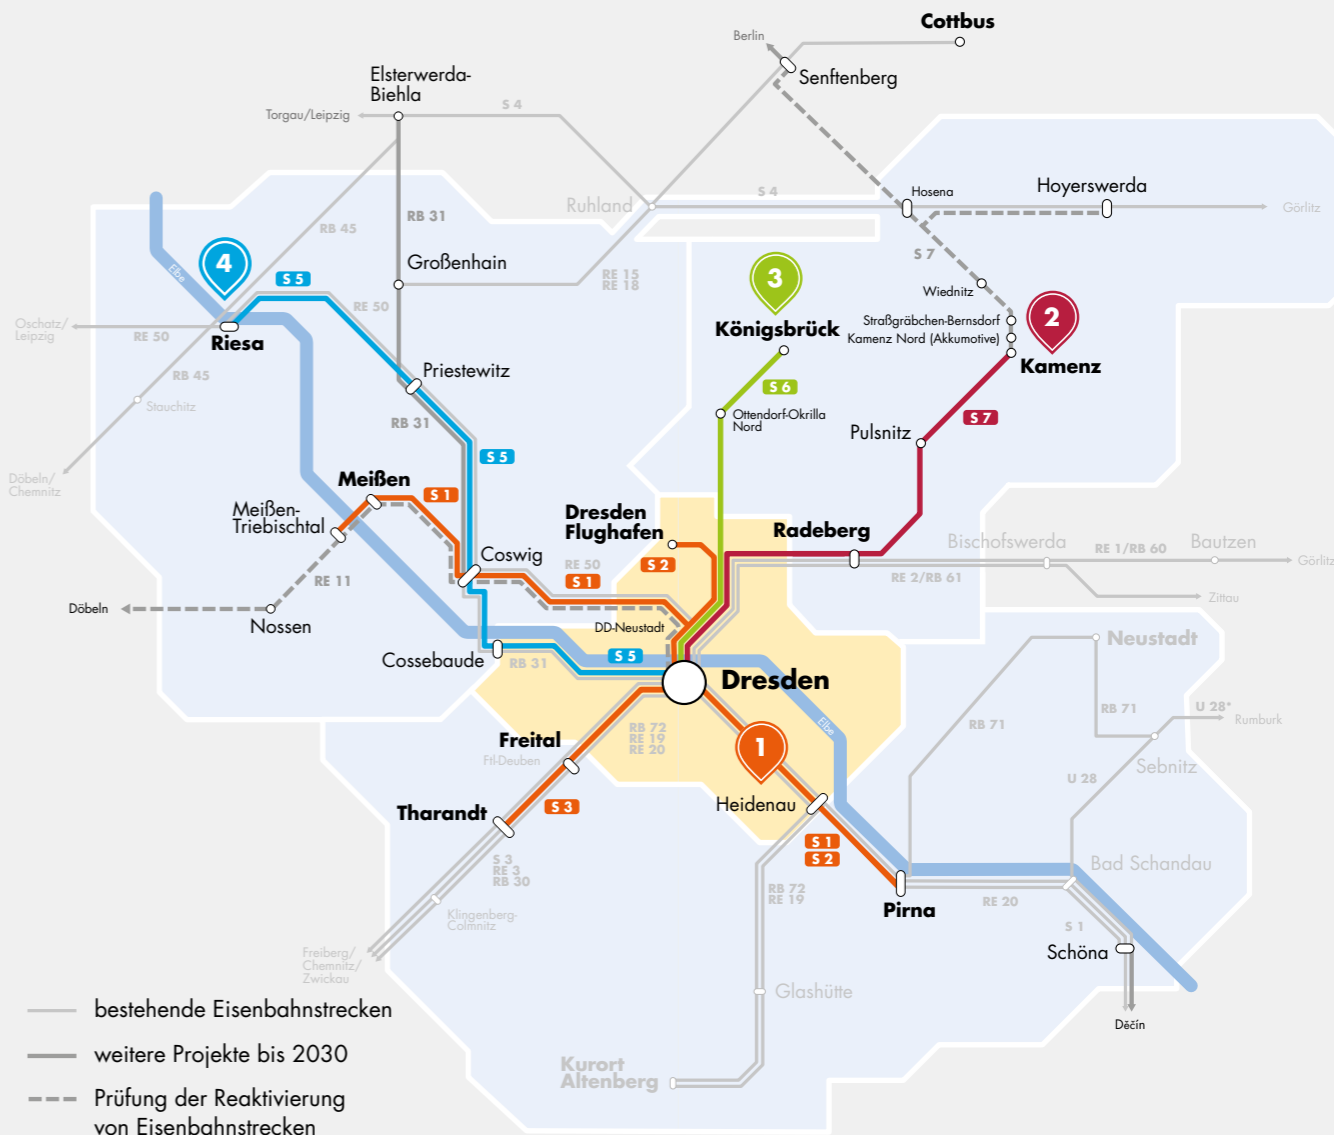 Cottbus
Berlin
Senftenberg
Elsterwerda-
Biehla
S 4
Torgau/Leipzig
Ruhland
S 4
Hosena
Hoyerswerda
Görlitz
RB 31
RB 45
S 7
Elbe
4
S 5
Großenhain
RE 15
RE 18
3
Wiednitz
RE 50
Oschatz/
Leipzig
RE 50
Riesa
Königsbrück
Straßgräbchen-Bernsdorf
Kamenz Nord (Akkumotive)
2
Kamenz
RB 45
Stauchitz
Priestewitz
S 6
RB 31
Ottendorf-Okrilla
Nord
S 7
Pulsnitz
S 5
Döbeln/
Chemnitz
Meißen
S 1
Meißen-
Triebischtal
Dresden
Flughafen
Radeberg
Bischofswerda
RE 1/RB 60
Bautzen
Görlitz
Coswig
RE 50
S 1
S 2
RE 2/RB 61
Zittau
RE 11
Döbeln
Nossen
DD-Neustadt
Cossebaude
RB 31
S 5
Neustadt
Dresden
RB 71
RB 71
U 28*
Rumburk
Elbe
RB 72
RE 19
RE 20
Freital
Ftl-Deuben
1
Sebnitz
U 28
Tharandt
S 3
Heidenau
S 1
S 2
S 3
RE 3
RB 30
RB 72
RE 19
Bad Schandau
RE 20
Pirna
Klingenberg-
Colmnitz
S 1
Schöna
Freiberg/
Chemnitz/
Zwickau
Glashütte
Děčín
Kurort
Altenberg
bestehende Eisenbahnstrecken
weitere Projekte bis 2030
Prüfung der Reaktivierung
von Eisenbahnstrecken